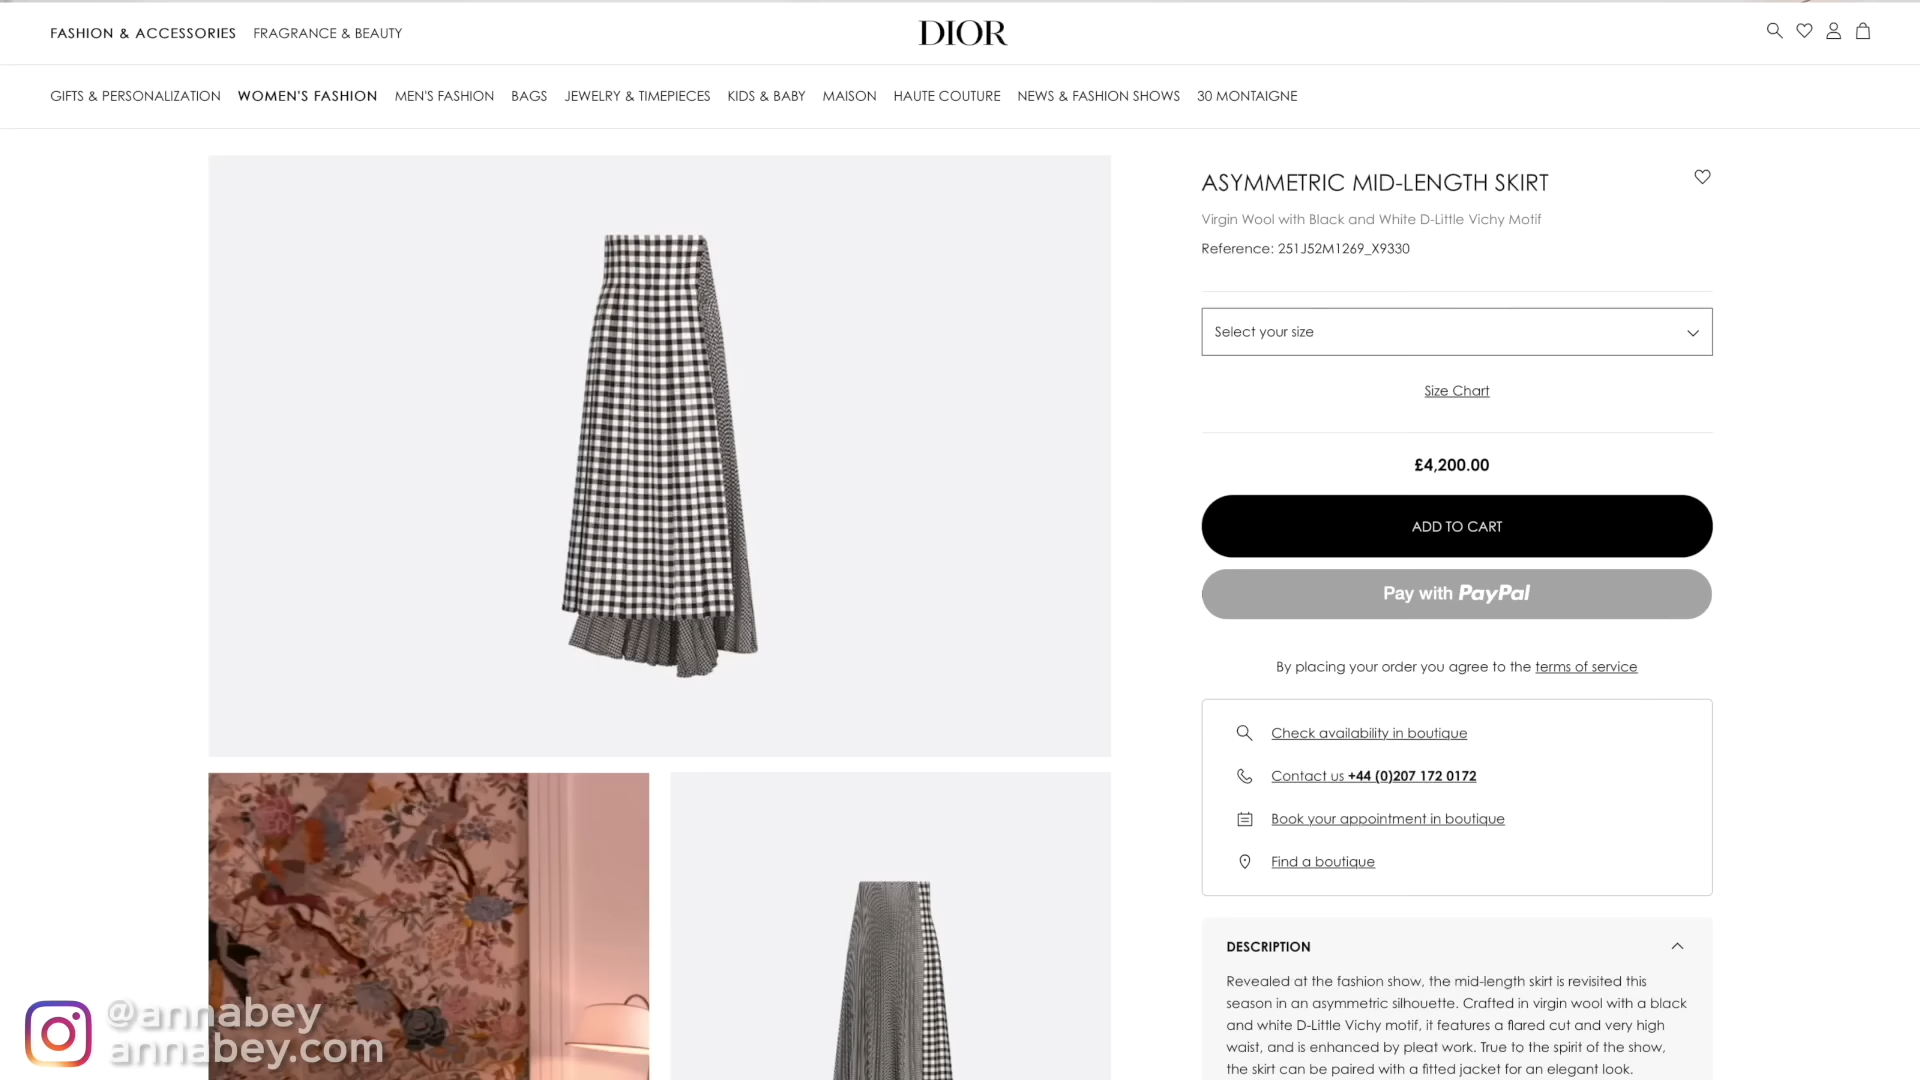 FASHION & ACCESSORIES FRAGRANCE & BEAUTY
DIOR
GIFTS & PERSONALIZATION WOMEN'S FASHION MEN'S FASHION BAGS JEWELRY & TIMEPIECES KIDS & BABY MAISON HAUTE COUTURE NEWS & FASHION SHOWS 30 MONTAIGNE
ASYMMETRIC MID-LENGTH SKIRT
Virgin Wool with Black and White D-Little Vichy Motif
Reference: 251J52M1269_X9330
Select your size
Size Chart
£4,200.00
ADD TO CART
Pay with PayPal
By placing your order you agree to the terms of service
Check availability in boutique
Contact us +44 (0)207 172 0172
Book your appointment in boutique
Find a boutique
DESCRIPTION
Revealed at the fashion show, the mid-length skirt is revisited this
season in an asymmetric silhouette. Crafted in virgin wool with a black
and white D-Little Vichy motif, it features a flared cut and very high
waist, and is enhanced by pleat work. True to the spirit of the show,
the skirt can be paired with a fitted jacket for an elegant look.
@annabey
annabey.com